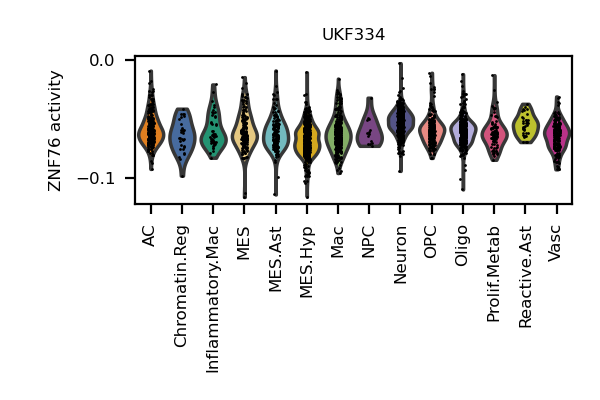 UKF334
ZNF76 activity
0.0
−0.1
AC
Chromatin.Reg
Inflammatory.Mac
MES
MES.Ast
MES.Hyp
Mac
NPC
Neuron
OPC
Oligo
Prolif.Metab
Reactive.Ast
Vasc